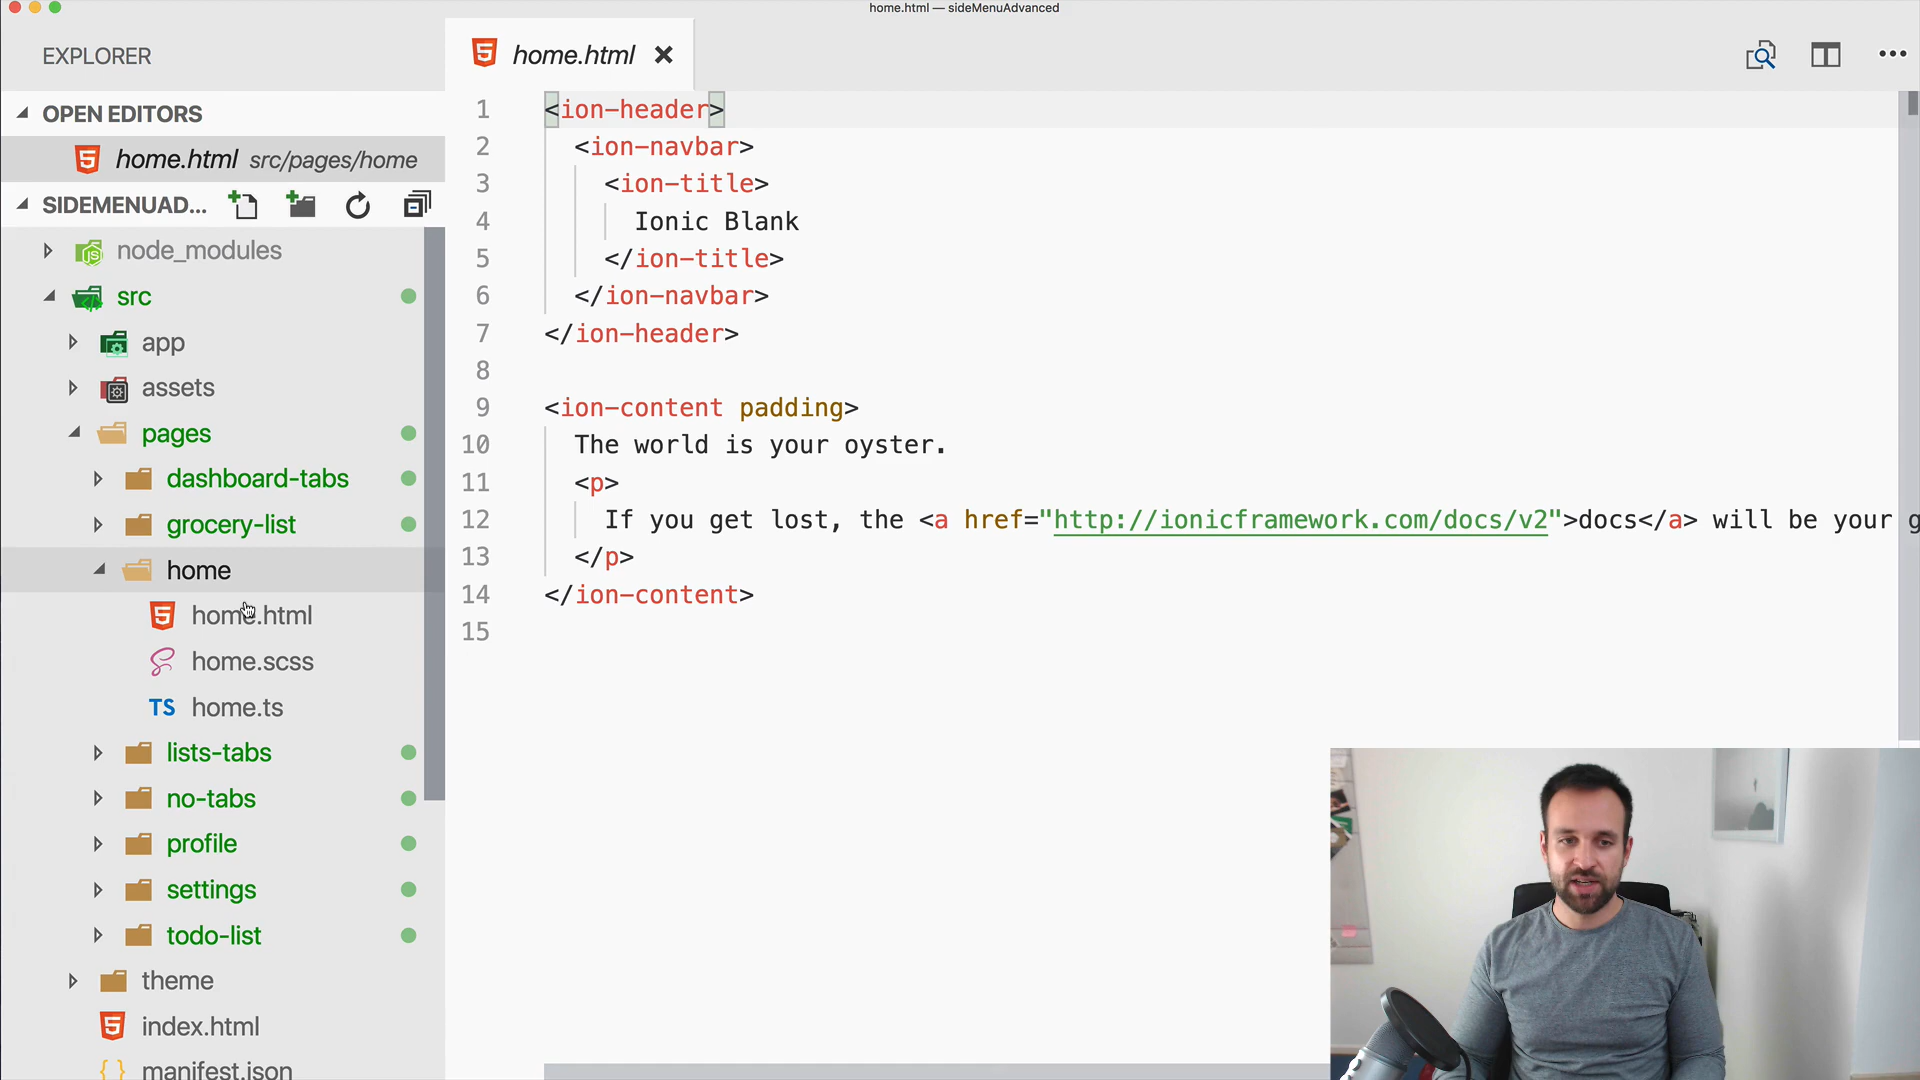 home.html — sideMenuAdvanced
EXPLORER
OPEN EDITORS
home.html src/pages/home
SIDEMENUAD...
node_modules
src
app
assets
pages
dashboard-tabs
grocery-list
home
home.html
home.scss
TS home.ts
lists-tabs
no-tabs
profile
settings
todo-list
theme
index.html
{ } manifest.json
home.html
1 <ion-header>
2 <ion-navbar>
3 <ion-title>
4 Ionic Blank
5 </ion-title>
6 </ion-navbar>
7 </ion-header>
8
9 <ion-content padding>
10 The world is your oyster.
11 <p>
12 If you get lost, the <a href="http://ionicframework.com/docs/v2">docs</a> will be your g
13 </p>
14 </ion-content>
15